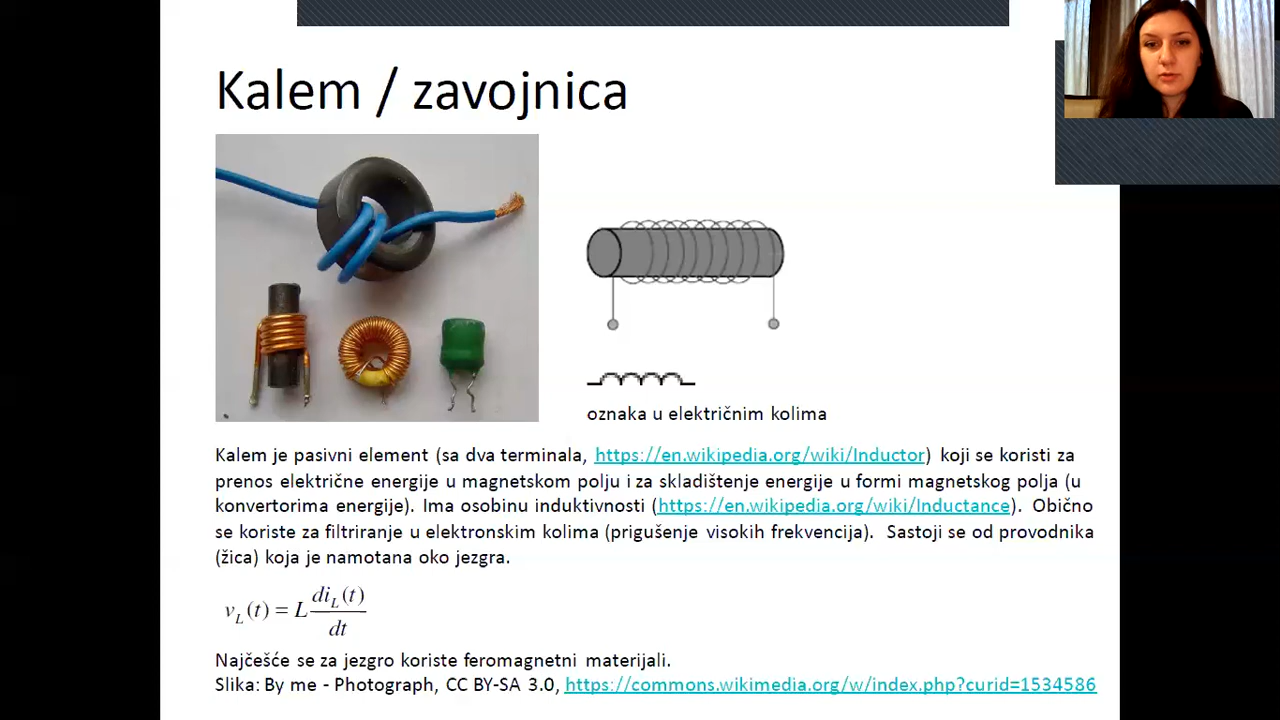 Kalem / zavojnica
oznaka u električnim kolima
Kalem je pasivni element (sa dva terminala, https://en.wikipedia.org/wiki/Inductor) koji se koristi za
prenos električne energije u magnetskom polju i za skladištenje energije u formi magnetskog polja (u
konvertorima energije). Ima osobinu induktivnosti (https://en.wikipedia.org/wiki/Inductance). Obično
se koriste za filtriranje u elektronskim kolima (prigušenje visokih frekvencija). Sastoji se od provodnika
(žica) koja je namotana oko jezgra.
v_L(t) = L di_L(t)/dt
Najčešće se za jezgro koriste feromagnetni materijali.
Slika: By me - Photograph, CC BY-SA 3.0, https://commons.wikimedia.org/w/index.php?curid=1534586